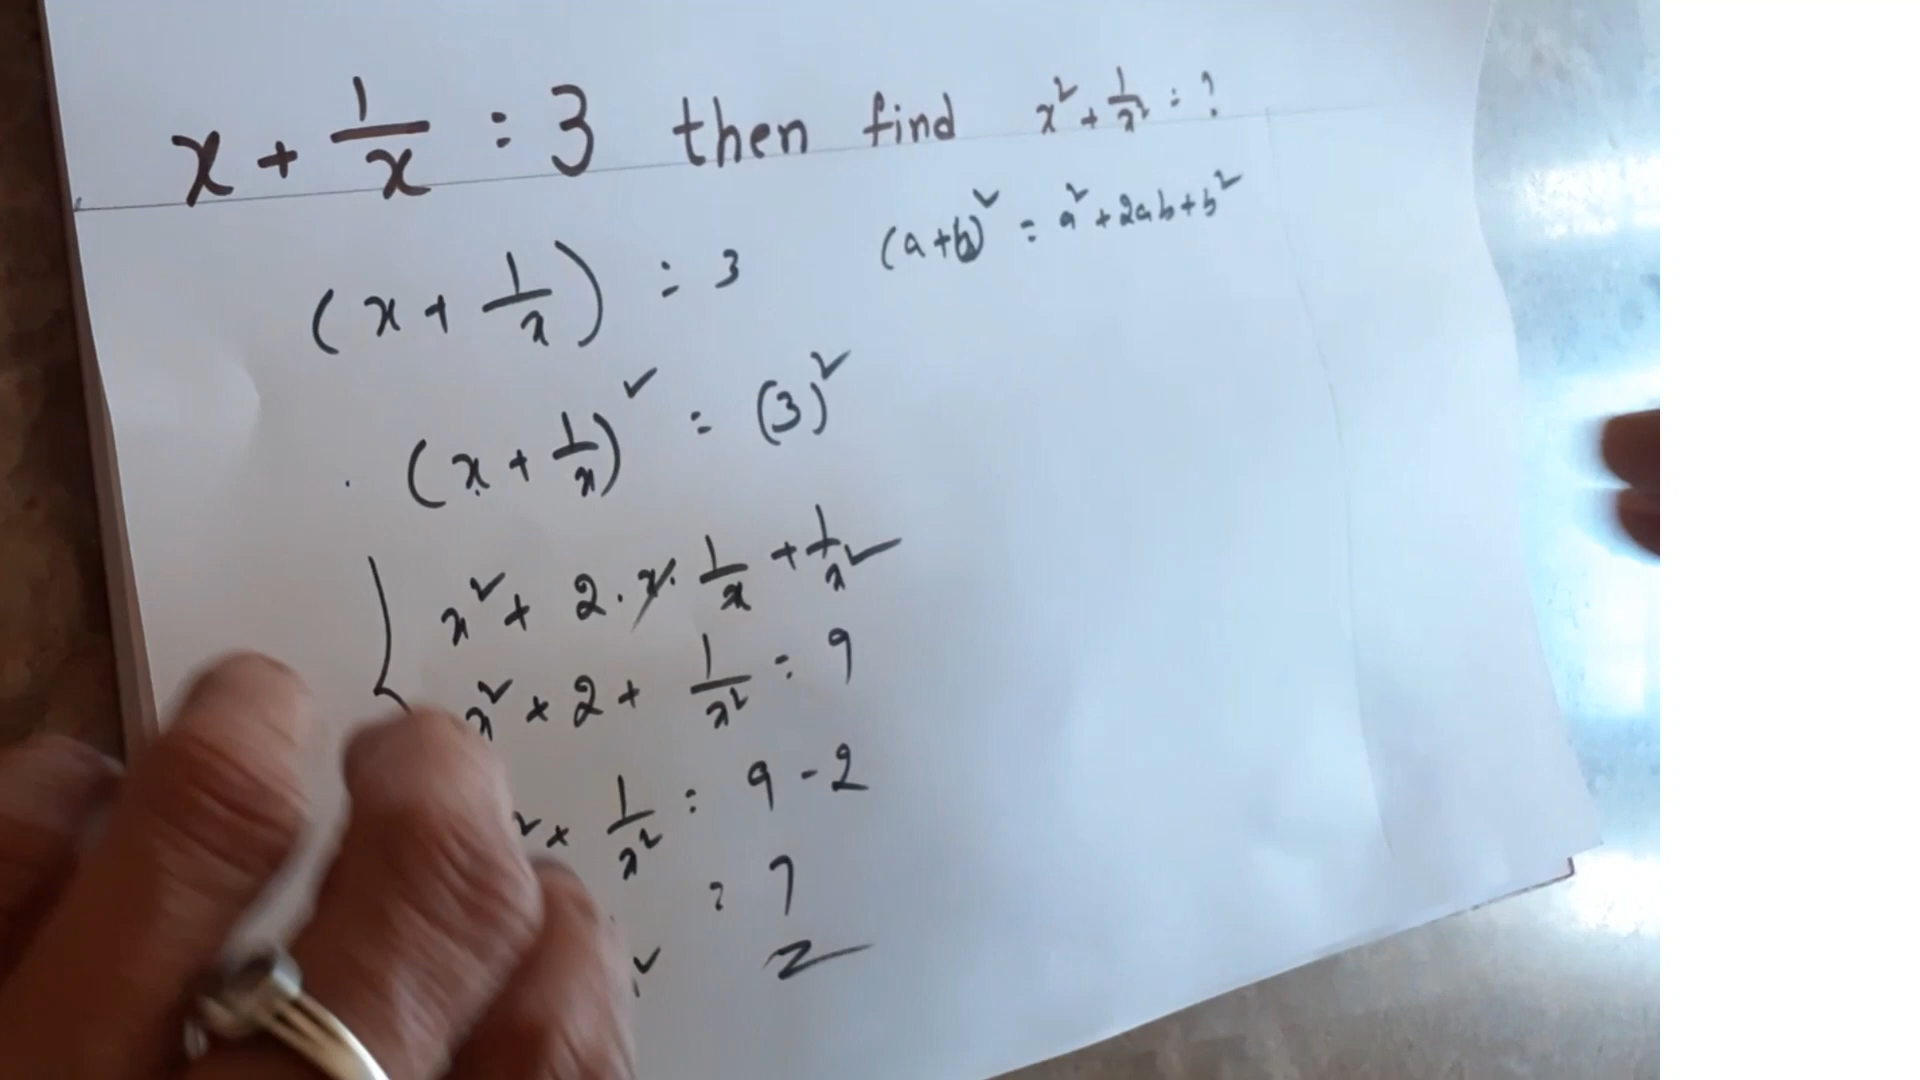 x + 1/x = 3 then find x² + 1/x² = ?
(a+b)² = a² + 2ab + b²
(x + 1/x) = 3
(x + 1/x)² = (3)²
x² + 2 . x . 1/x + 1/x²
x² + 2 + 1/x² = 9
² + 1/x² = 9 - 2
= 7